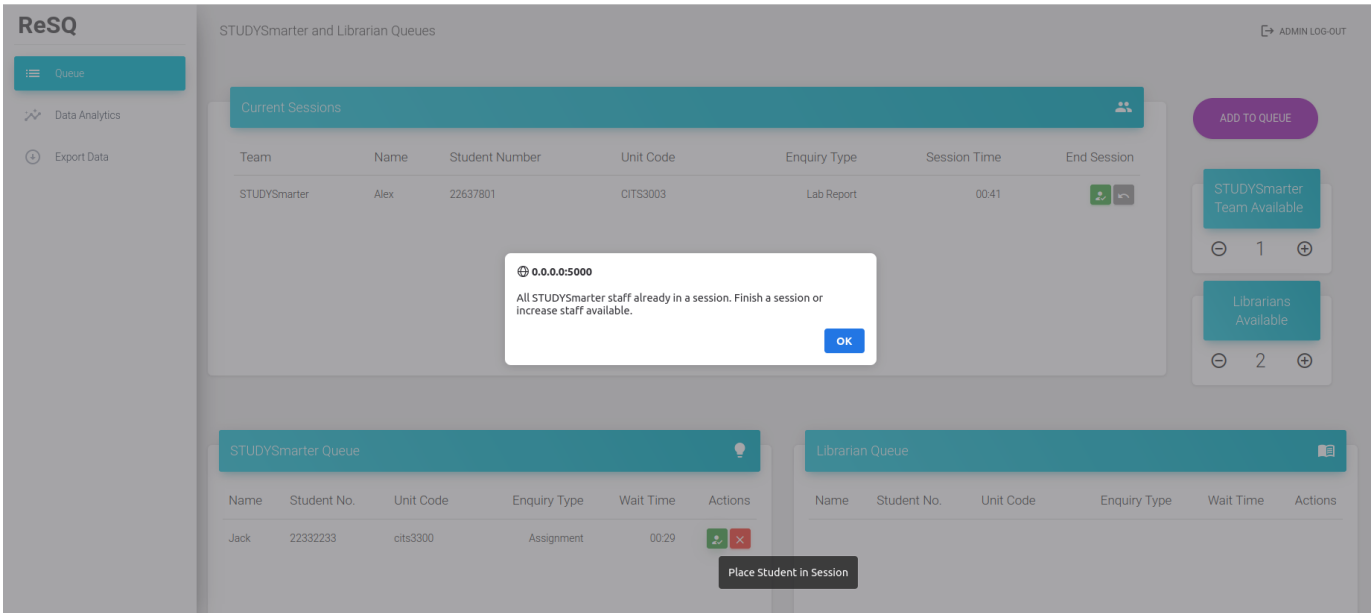 ReSQ
STUDYSmarter and Librarian Queues
ADMIN LOG-OUT
Queue
Data Analytics
Export Data
Current Sessions
ADD TO QUEUE
Team Name Student Number Unit Code Enquiry Type Session Time End Session
STUDYSmarter Alex 22637801 CITS3003 Lab Report 00:41
STUDYSmarter
Team Available
1
Librarians
Available
2
0.0.0.0:5000
All STUDYSmarter staff already in a session. Finish a session or
increase staff available.
OK
STUDYSmarter Queue
Name Student No. Unit Code Enquiry Type Wait Time Actions
Jack 22332233 cits3300 Assignment 00:29
Place Student in Session
Librarian Queue
Name Student No. Unit Code Enquiry Type Wait Time Actions